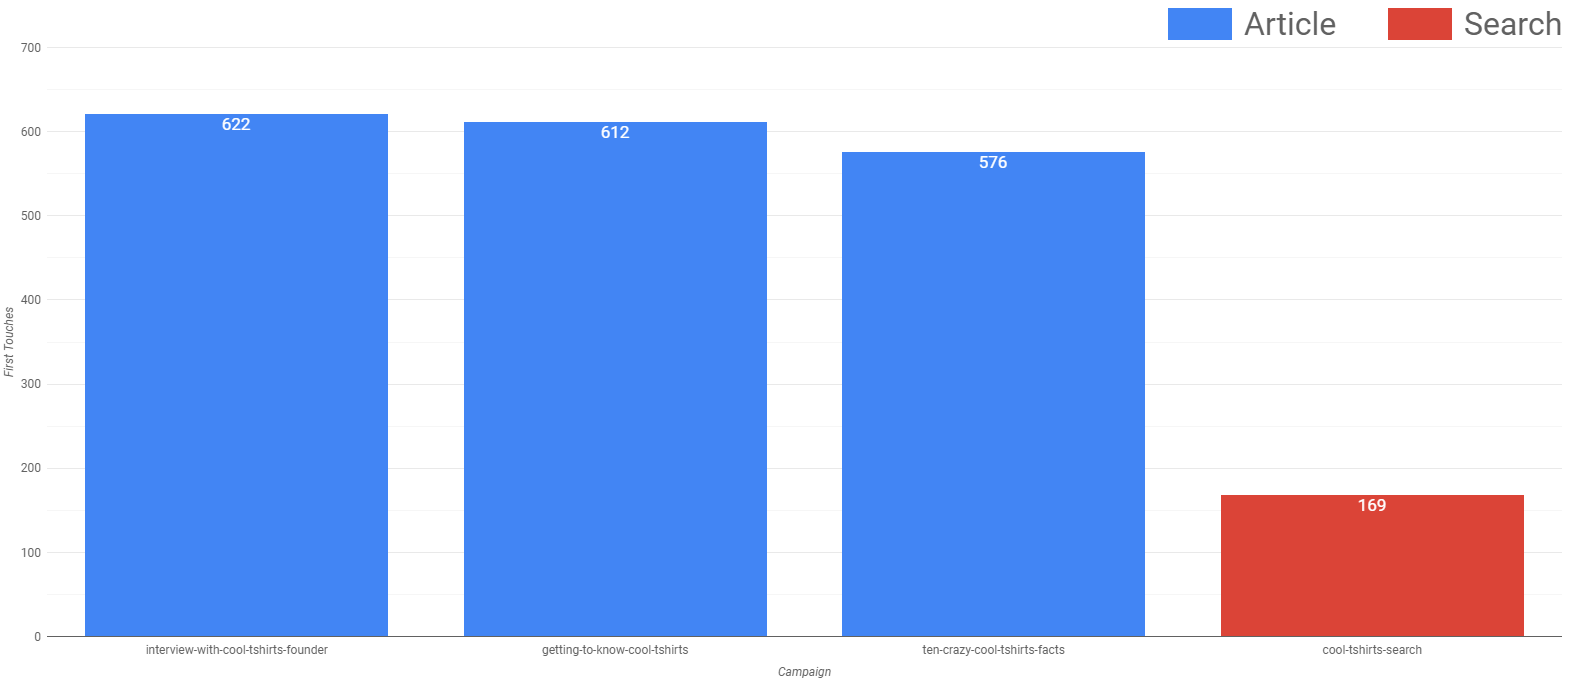 Article Search
700
600
500
400
300
200
100
0
First Touches
622
612
576
169
interview-with-cool-tshirts-founder
getting-to-know-cool-tshirts
ten-crazy-cool-tshirts-facts
cool-tshirts-search
Campaign